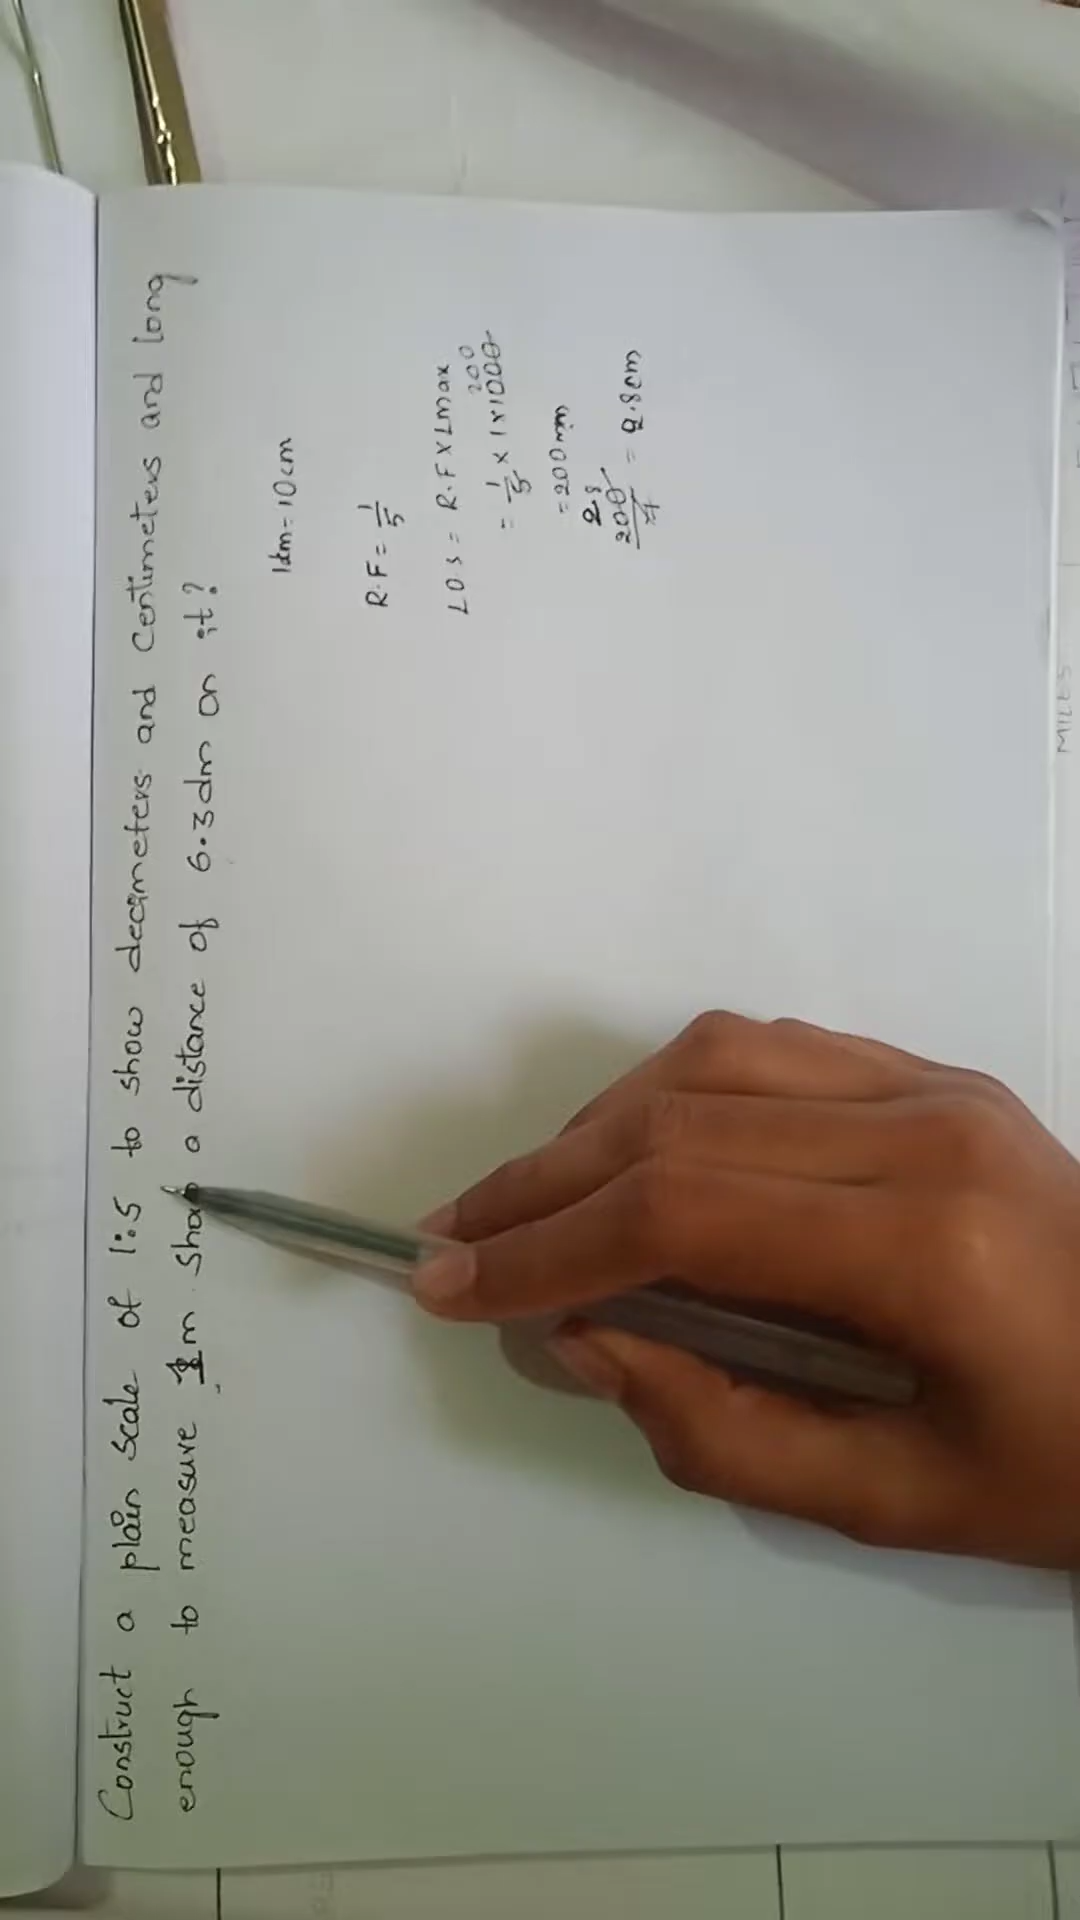 Construct a plain scale of 1:5 to show decimeters and centimeters and long
enough to measure 1m. Show a distance of 6.3dm on it?
1dm=10cm
R.F = 1/5
L.O.S = R.F X Lmax
= 1/5 X 1 X 1000
200
= 200mm
= 2.8cm
MILES